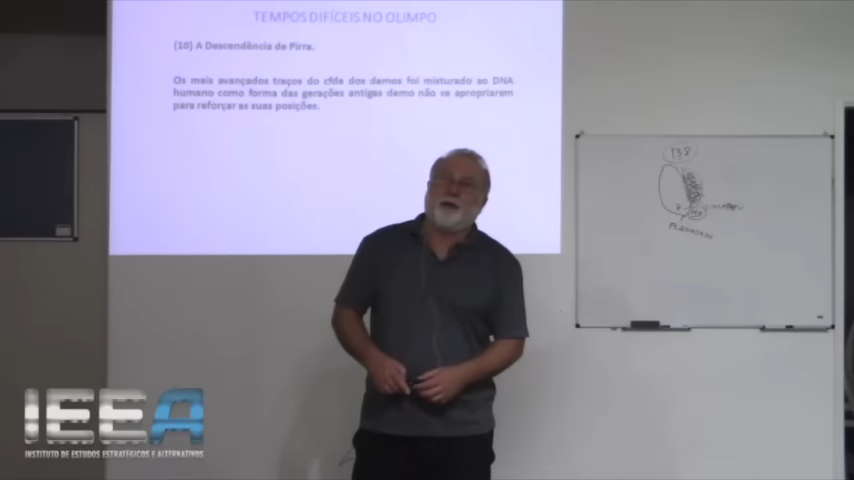 TEMPOS DIFÍCEIS NO OLIMPO
(10) A Descendência de Pirra.
Os mais avançados traços do cfda dos demos foi misturado ao DNA
humano como forma das gerações antigas demo não se apropriarem
para reforçar as suas posições.
138
IEEA
INSTITUTO DE ESTUDOS ESTRATÉGICOS E ALTERNATIVOS